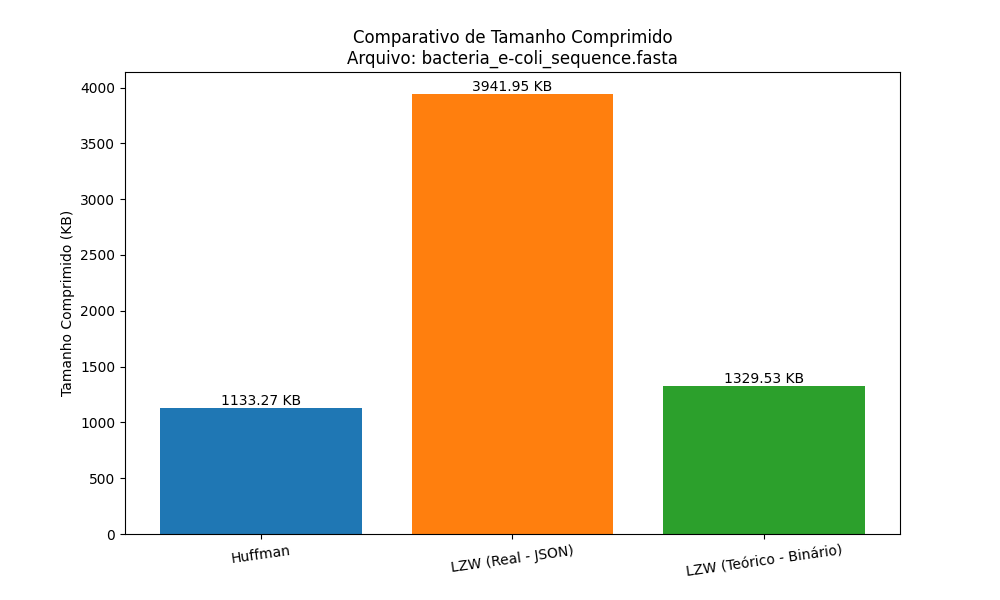 Comparativo de Tamanho Comprimido
Arquivo: bacteria_e-coli_sequence.fasta
Tamanho Comprimido (KB)
4000
3500
3000
2500
2000
1500
1000
500
0
1133.27 KB
3941.95 KB
1329.53 KB
Huffman
LZW (Real - JSON)
LZW (Teórico - Binário)